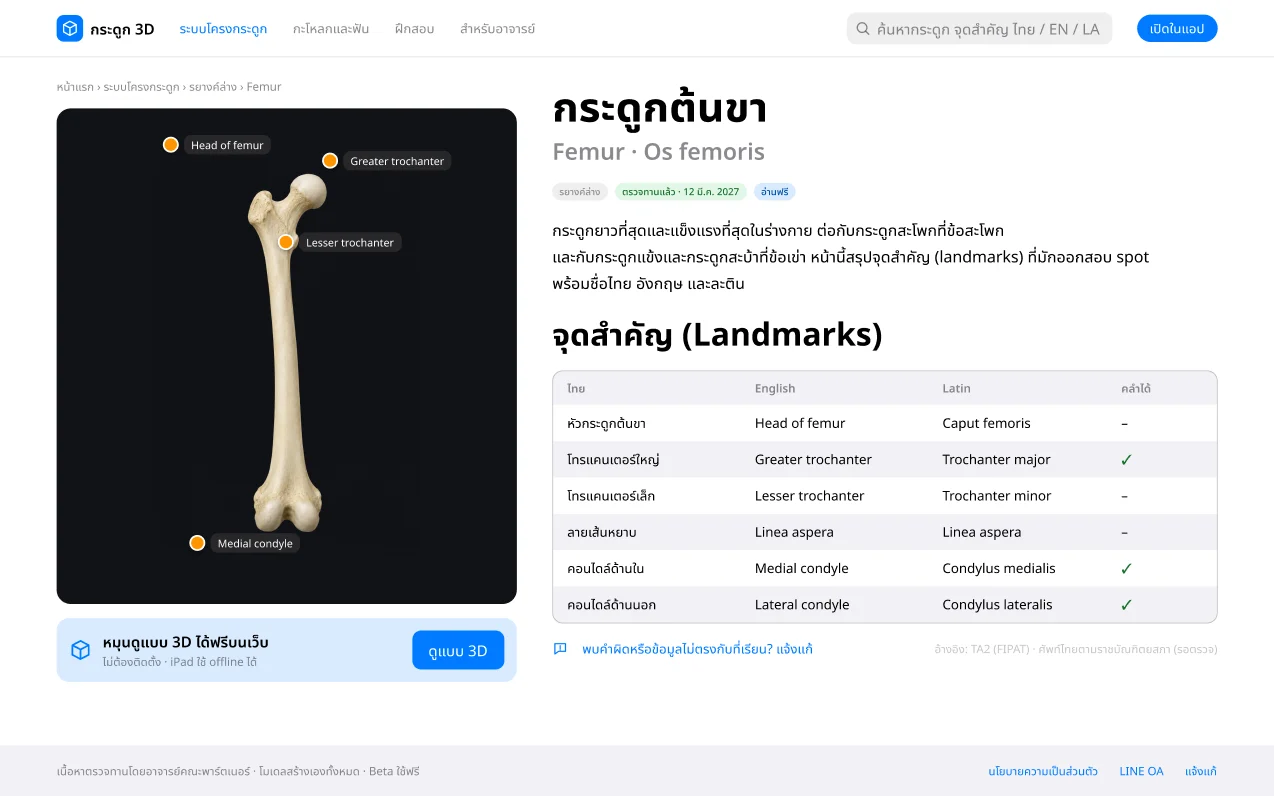 กระดูก 3D
ระบบโครงกระดูก
กะโหลกและฟัน
ฝึกสอบ
สำหรับอาจารย์
ค้นหากระดูก จุดสำคัญ ไทย / EN / LA
เปิดในแอป
หน้าแรก › ระบบโครงกระดูก › รยางค์ล่าง › Femur
Head of femur
Greater trochanter
Lesser trochanter
Medial condyle
หมุนดูแบบ 3D ได้ฟรีบนเว็บ
ไม่ต้องติดตั้ง · iPad ใช้ offline ได้
ดูแบบ 3D
กระดูกต้นขา
Femur · Os femoris
รยางค์ล่าง
ตรวจทานแล้ว · 12 มี.ค. 2027
อ่านฟรี
กระดูกยาวที่สุดและแข็งแรงที่สุดในร่างกาย ต่อกับกระดูกสะโพกที่ข้อสะโพก
และกับกระดูกแข้งและกระดูกสะบ้าที่ข้อเข่า หน้านี้สรุปจุดสำคัญ (landmarks) ที่มักออกสอบ spot
พร้อมชื่อไทย อังกฤษ และละติน
จุดสำคัญ (Landmarks)
ไทย English Latin คลำได้
หัวกระดูกต้นขา Head of femur Caput femoris –
โทรแคนเตอร์ใหญ่ Greater trochanter Trochanter major ✓
โทรแคนเตอร์เล็ก Lesser trochanter Trochanter minor –
ลายเส้นหยาบ Linea aspera Linea aspera –
คอนไดล์ด้านใน Medial condyle Condylus medialis ✓
คอนไดล์ด้านนอก Lateral condyle Condylus lateralis ✓
พบคำผิดหรือข้อมูลไม่ตรงกับที่เรียน? แจ้งแก้
อ้างอิง: TA2 (FIPAT) · ศัพท์ไทยตามราชบัณฑิตยสภา (รอตรวจ)
เนื้อหาตรวจทานโดยอาจารย์คณะพาร์ตเนอร์ · โมเดลสร้างเองทั้งหมด · Beta ใช้ฟรี
นโยบายความเป็นส่วนตัว
LINE OA
แจ้งแก้